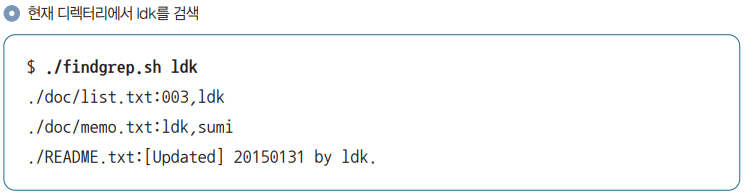 현재 디렉터리에서 ldk를 검색
$ ./findgrep.sh ldk
./doc/list.txt:003,ldk
./doc/memo.txt:ldk,sumi
./README.txt:[Updated] 20150131 by ldk.